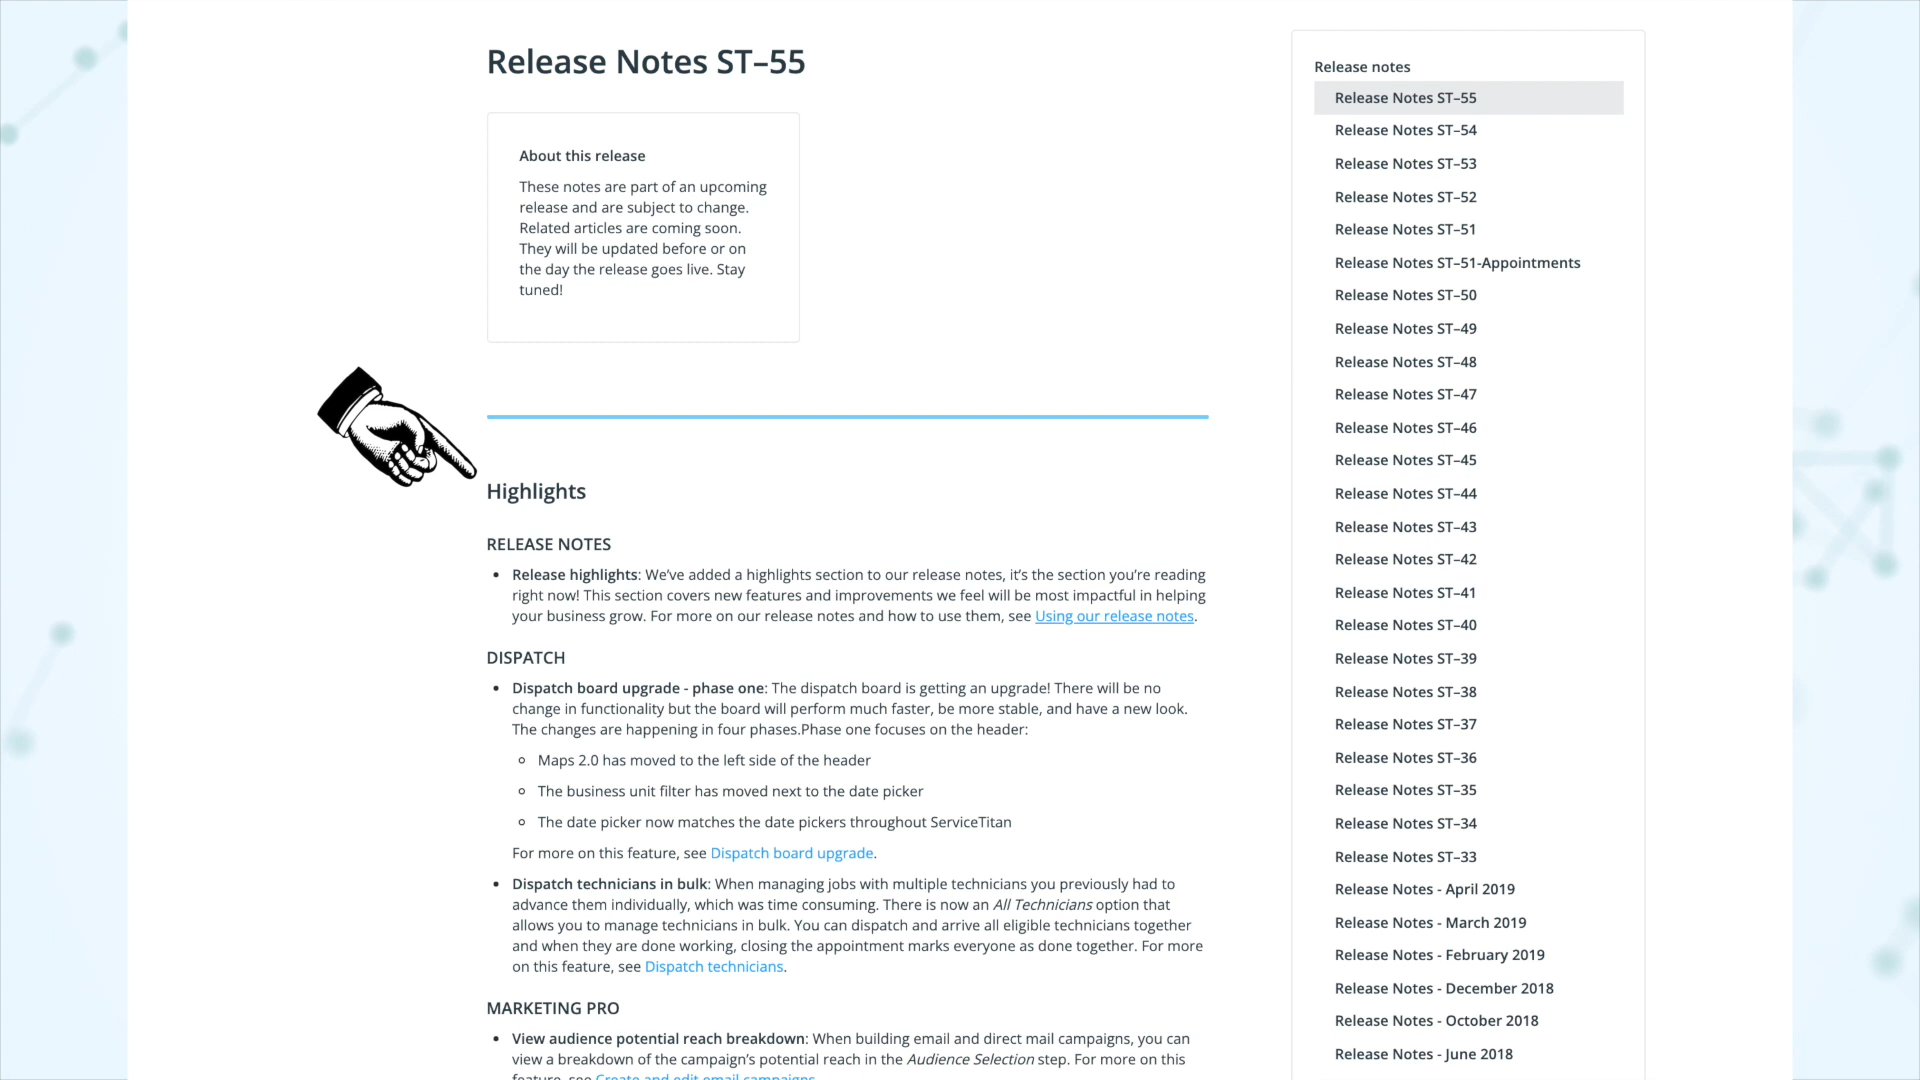 Release Notes ST–55
About this release
These notes are part of an upcoming
release and are subject to change.
Related articles are coming soon.
They will be updated before or on
the day the release goes live. Stay
tuned!
Highlights
RELEASE NOTES
• Release highlights: We’ve added a highlights section to our release notes, it’s the section you’re reading
right now! This section covers new features and improvements we feel will be most impactful in helping
your business grow. For more on our release notes and how to use them, see Using our release notes.
DISPATCH
• Dispatch board upgrade - phase one: The dispatch board is getting an upgrade! There will be no
change in functionality but the board will perform much faster, be more stable, and have a new look.
The changes are happening in four phases.Phase one focuses on the header:
◦ Maps 2.0 has moved to the left side of the header
◦ The business unit filter has moved next to the date picker
◦ The date picker now matches the date pickers throughout ServiceTitan
For more on this feature, see Dispatch board upgrade.
• Dispatch technicians in bulk: When managing jobs with multiple technicians you previously had to
advance them individually, which was time consuming. There is now an All Technicians option that
allows you to manage technicians in bulk. You can dispatch and arrive all eligible technicians together
and when they are done working, closing the appointment marks everyone as done together. For more
on this feature, see Dispatch technicians.
MARKETING PRO
• View audience potential reach breakdown: When building email and direct mail campaigns, you can
view a breakdown of the campaign’s potential reach in the Audience Selection step. For more on this
feature, see Create and edit email campaigns
Release notes
Release Notes ST–55
Release Notes ST–54
Release Notes ST–53
Release Notes ST–52
Release Notes ST–51
Release Notes ST–51-Appointments
Release Notes ST–50
Release Notes ST–49
Release Notes ST–48
Release Notes ST–47
Release Notes ST–46
Release Notes ST–45
Release Notes ST–44
Release Notes ST–43
Release Notes ST–42
Release Notes ST–41
Release Notes ST–40
Release Notes ST–39
Release Notes ST–38
Release Notes ST–37
Release Notes ST–36
Release Notes ST–35
Release Notes ST–34
Release Notes ST–33
Release Notes - April 2019
Release Notes - March 2019
Release Notes - February 2019
Release Notes - December 2018
Release Notes - October 2018
Release Notes - June 2018